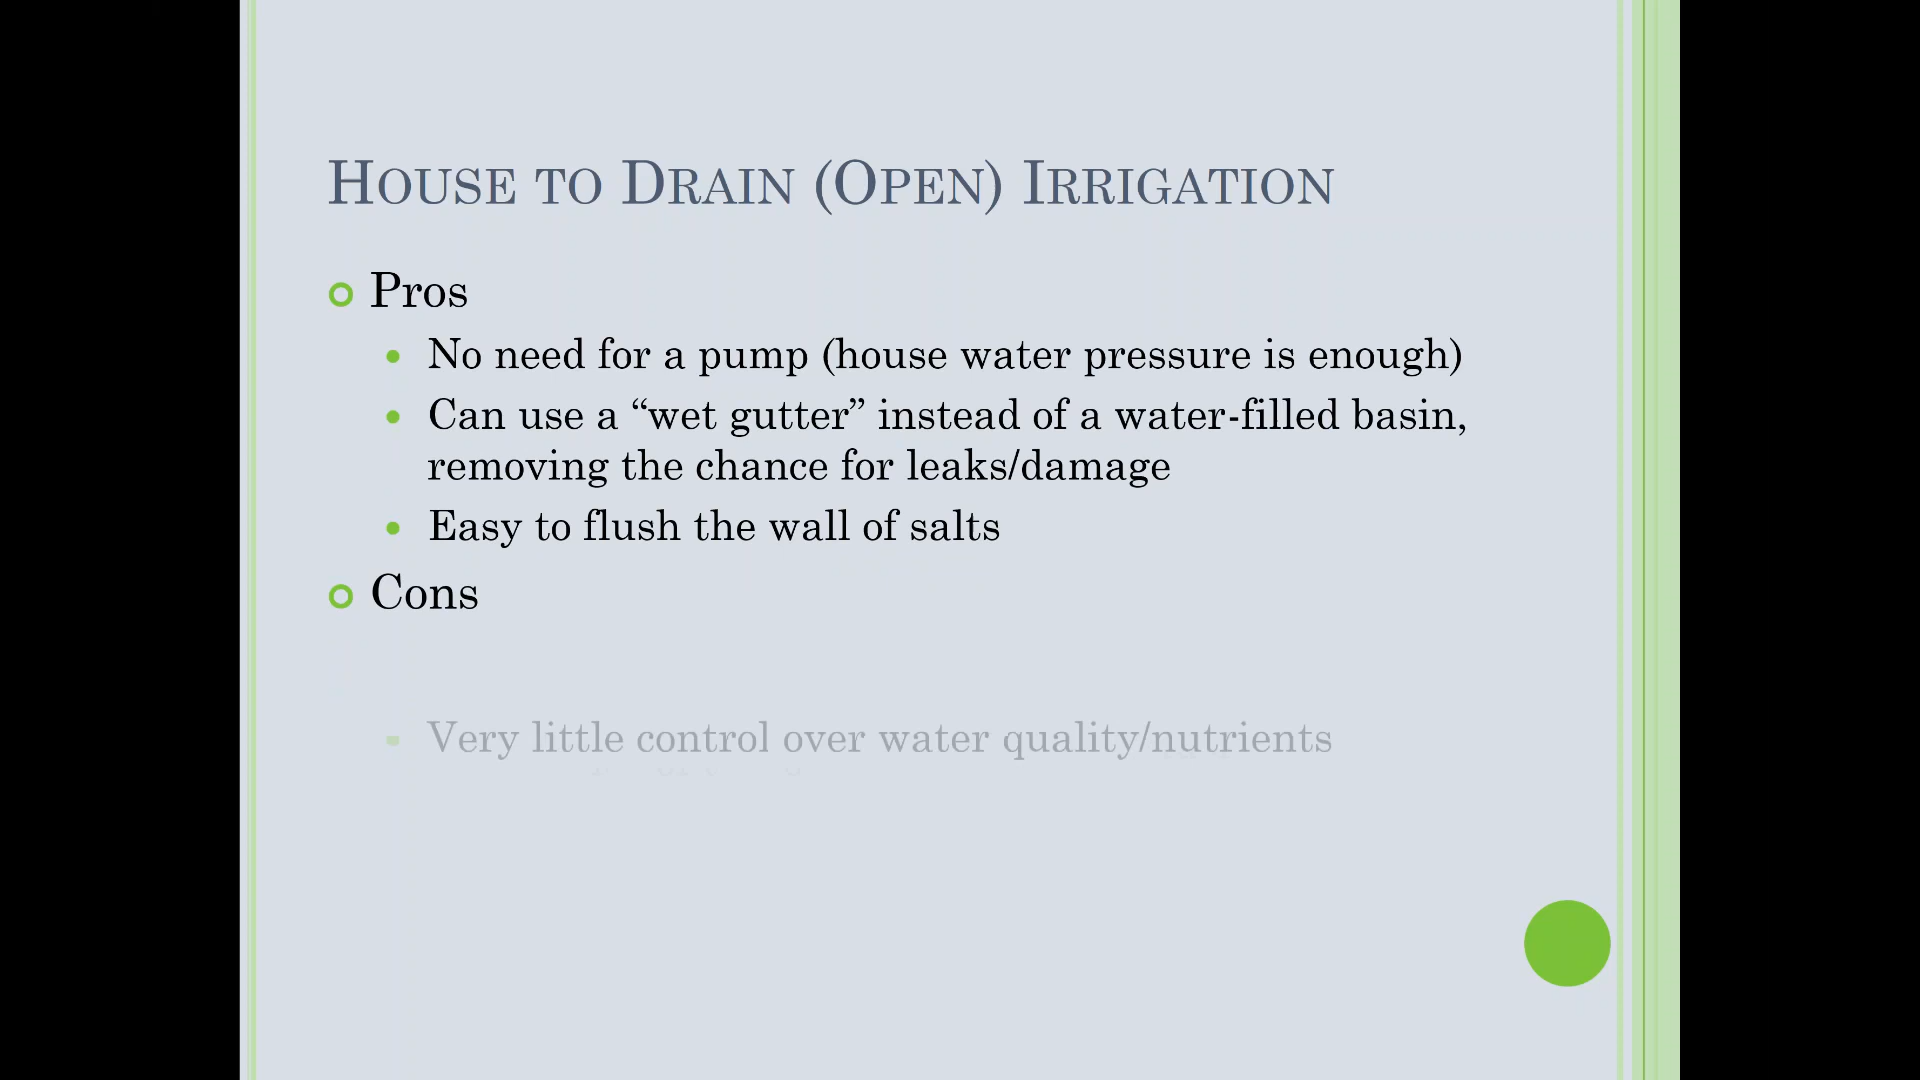 House to Drain (Open) Irrigation
Pros
No need for a pump (house water pressure is enough)
Can use a “wet gutter” instead of a water-filled basin,
removing the chance for leaks/damage
Easy to flush the wall of salts
Cons
Very little control over water quality/nutrients